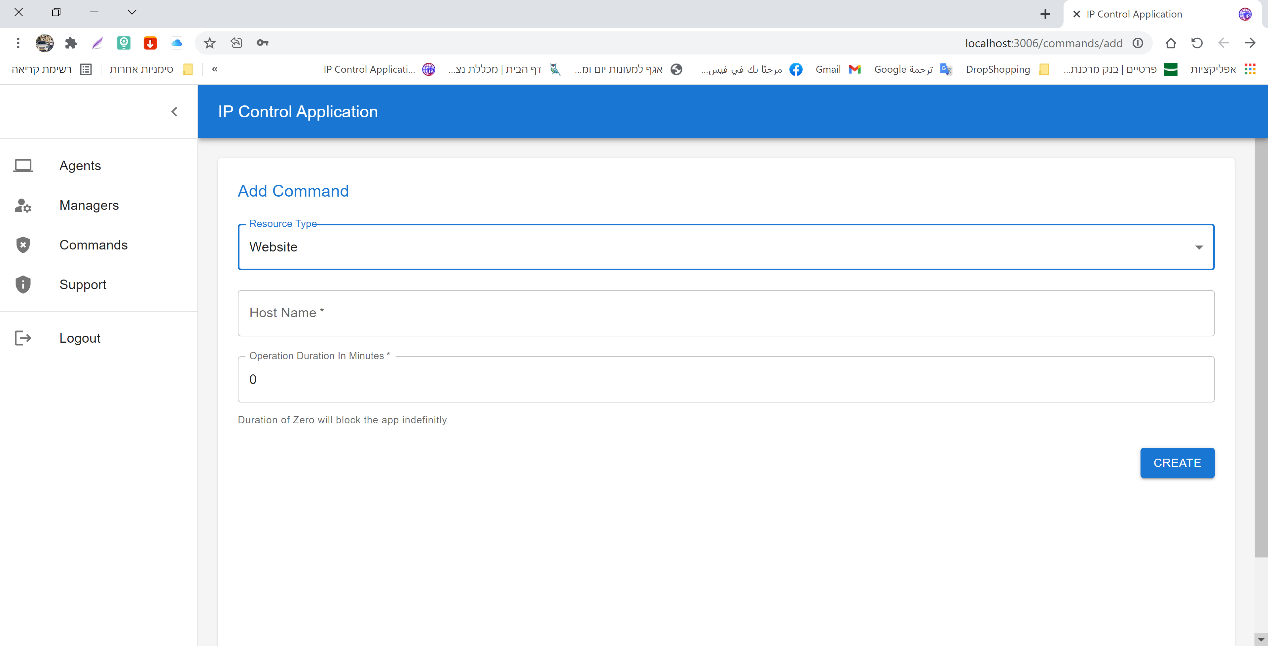 IP Control Application
localhost:3006/commands/add
אפליקציות
פרטיים | בנק מרכנת...
DropShopping
ترجمة Google
Gmail
مرحبًا بك في فيس...
אגף למעונות יום ומ...
דף הבית | מכללת נצ...
IP Control Applicati...
»
סימניות אחרות
רשימת קריאה
IP Control Application
Agents
Managers
Commands
Support
Logout
Add Command
Resource Type
Website
Host Name *
Operation Duration In Minutes *
0
Duration of Zero will block the app indefinitly
CREATE